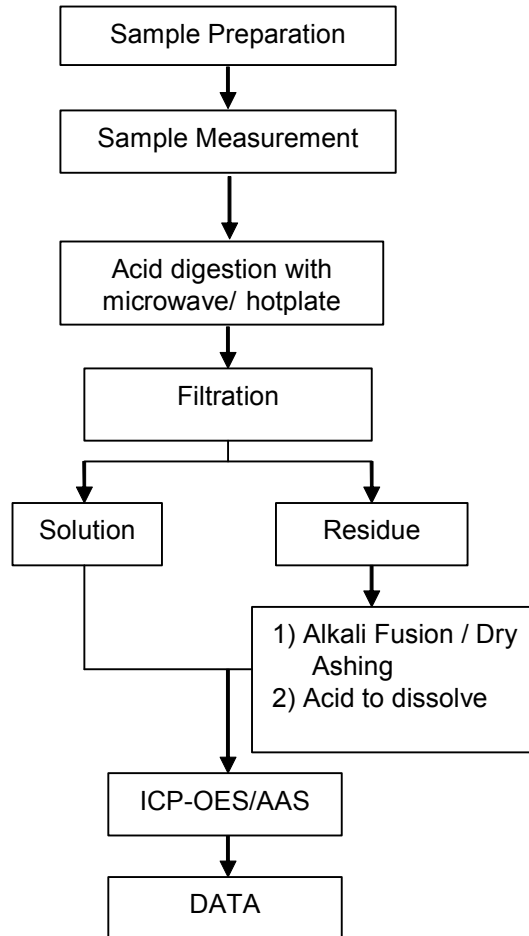 Sample Preparation
Sample Measurement
Acid digestion with
microwave/ hotplate
Filtration
Solution
Residue
1) Alkali Fusion / Dry
Ashing
2) Acid to dissolve
ICP-OES/AAS
DATA